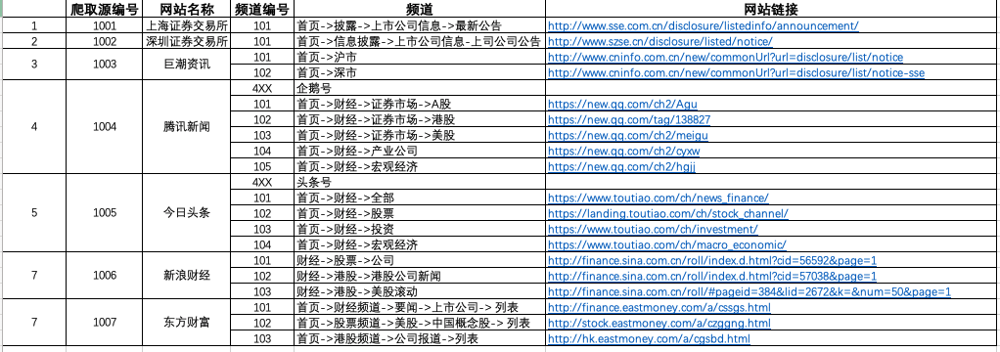 爬取源编号 网站名称 频道编号 频道 网站链接
1 1001 上海证券交易所 101 首页->披露->上市公司信息->最新公告 http://www.sse.com.cn/disclosure/listedinfo/announcement/
2 1002 深圳证券交易所 101 首页->信息披露->上市公司信息-上司公司公告 http://www.szse.cn/disclosure/listed/notice/
3 1003 巨潮资讯 101 首页->沪市 http://www.cninfo.com.cn/new/commonUrl?url=disclosure/list/notice
102 首页->深市 http://www.cninfo.com.cn/new/commonUrl?url=disclosure/list/notice-sse
4 1004 腾讯新闻 4XX 企鹅号
101 首页->财经->证券市场->A股 https://new.qq.com/ch2/Agu
102 首页->财经->证券市场->港股 https://new.qq.com/tag/138827
103 首页->财经->证券市场->美股 https://new.qq.com/ch2/meigu
104 首页->财经->产业公司 https://new.qq.com/ch2/cyxw
105 首页->财经->宏观经济 https://new.qq.com/ch2/hgjj
5 1005 今日头条 4XX 头条号
101 首页->财经->全部 https://www.toutiao.com/ch/news_finance/
102 首页->财经->股票 https://landing.toutiao.com/ch/stock_channel/
103 首页->财经->投资 https://www.toutiao.com/ch/investment/
104 首页->财经->宏观经济 https://www.toutiao.com/ch/macro_economic/
7 1006 新浪财经 101 财经->股票->公司 http://finance.sina.com.cn/roll/index.d.html?cid=56592&page=1
102 财经->港股->港股公司新闻 http://finance.sina.com.cn/roll/index.d.html?cid=57038&page=1
103 财经->港股->美股滚动 http://finance.sina.com.cn/roll/#pageid=384&lid=2672&k=&num=50&page=1
7 1007 东方财富 101 首页->财经频道->要闻->上市公司-> 列表 http://finance.eastmoney.com/a/cssgs.html
102 首页->股票频道->美股->中国概念股-> 列表 http://stock.eastmoney.com/a/czggng.html
103 首页->港股频道->公司报道->列表 http://hk.eastmoney.com/a/cgsbd.html